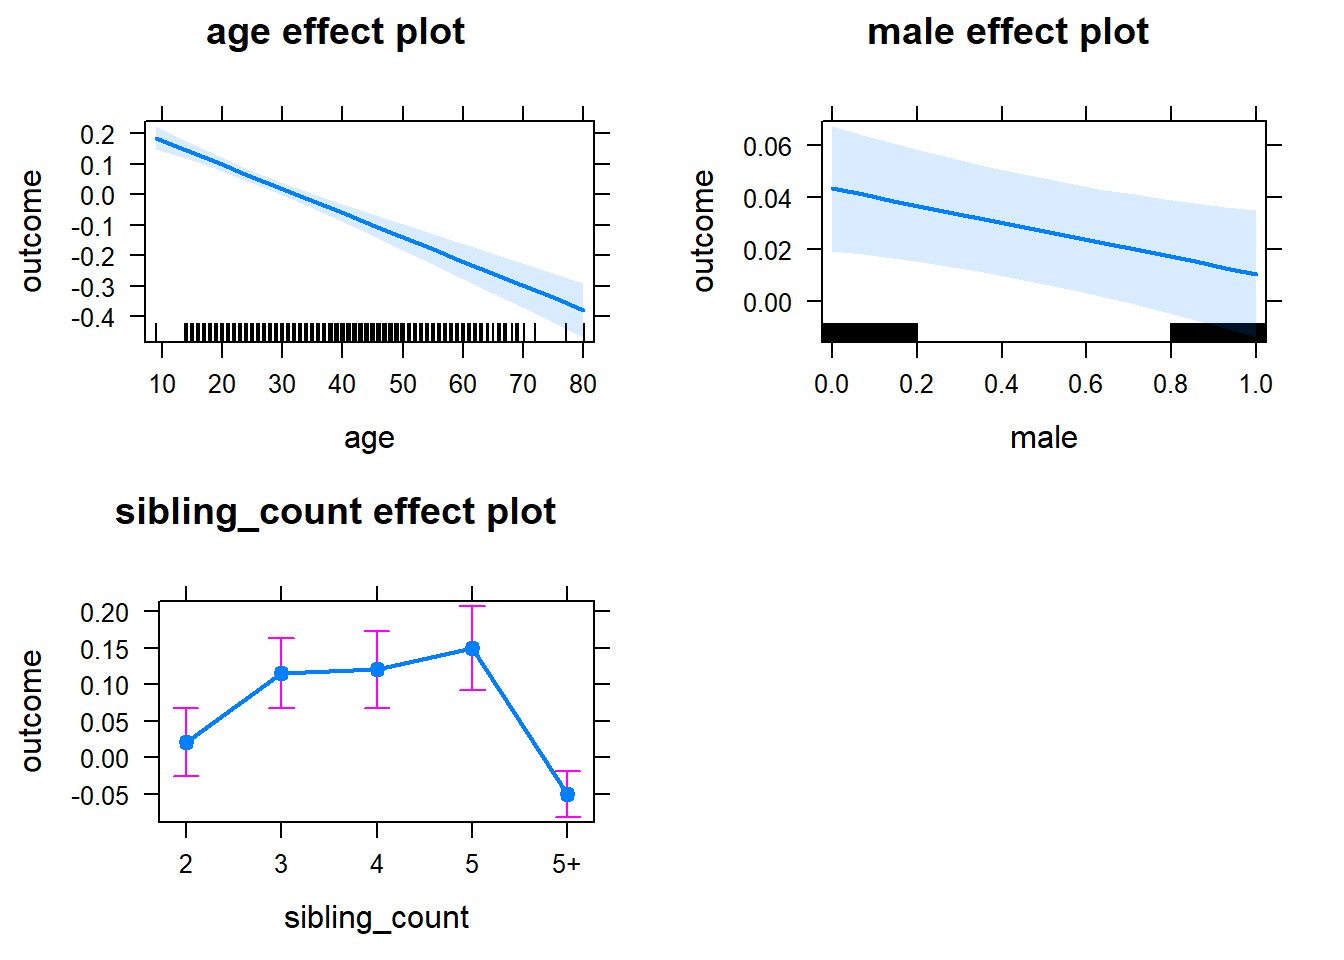 age effect plot
outcome
0.2
0.1
0.0
-0.1
-0.2
-0.3
-0.4
10 20 30 40 50 60 70 80
age
male effect plot
outcome
0.06
0.04
0.02
0.00
0.0 0.2 0.4 0.6 0.8 1.0
male
sibling_count effect plot
outcome
0.20
0.15
0.10
0.05
0.00
-0.05
2 3 4 5 5+
sibling_count